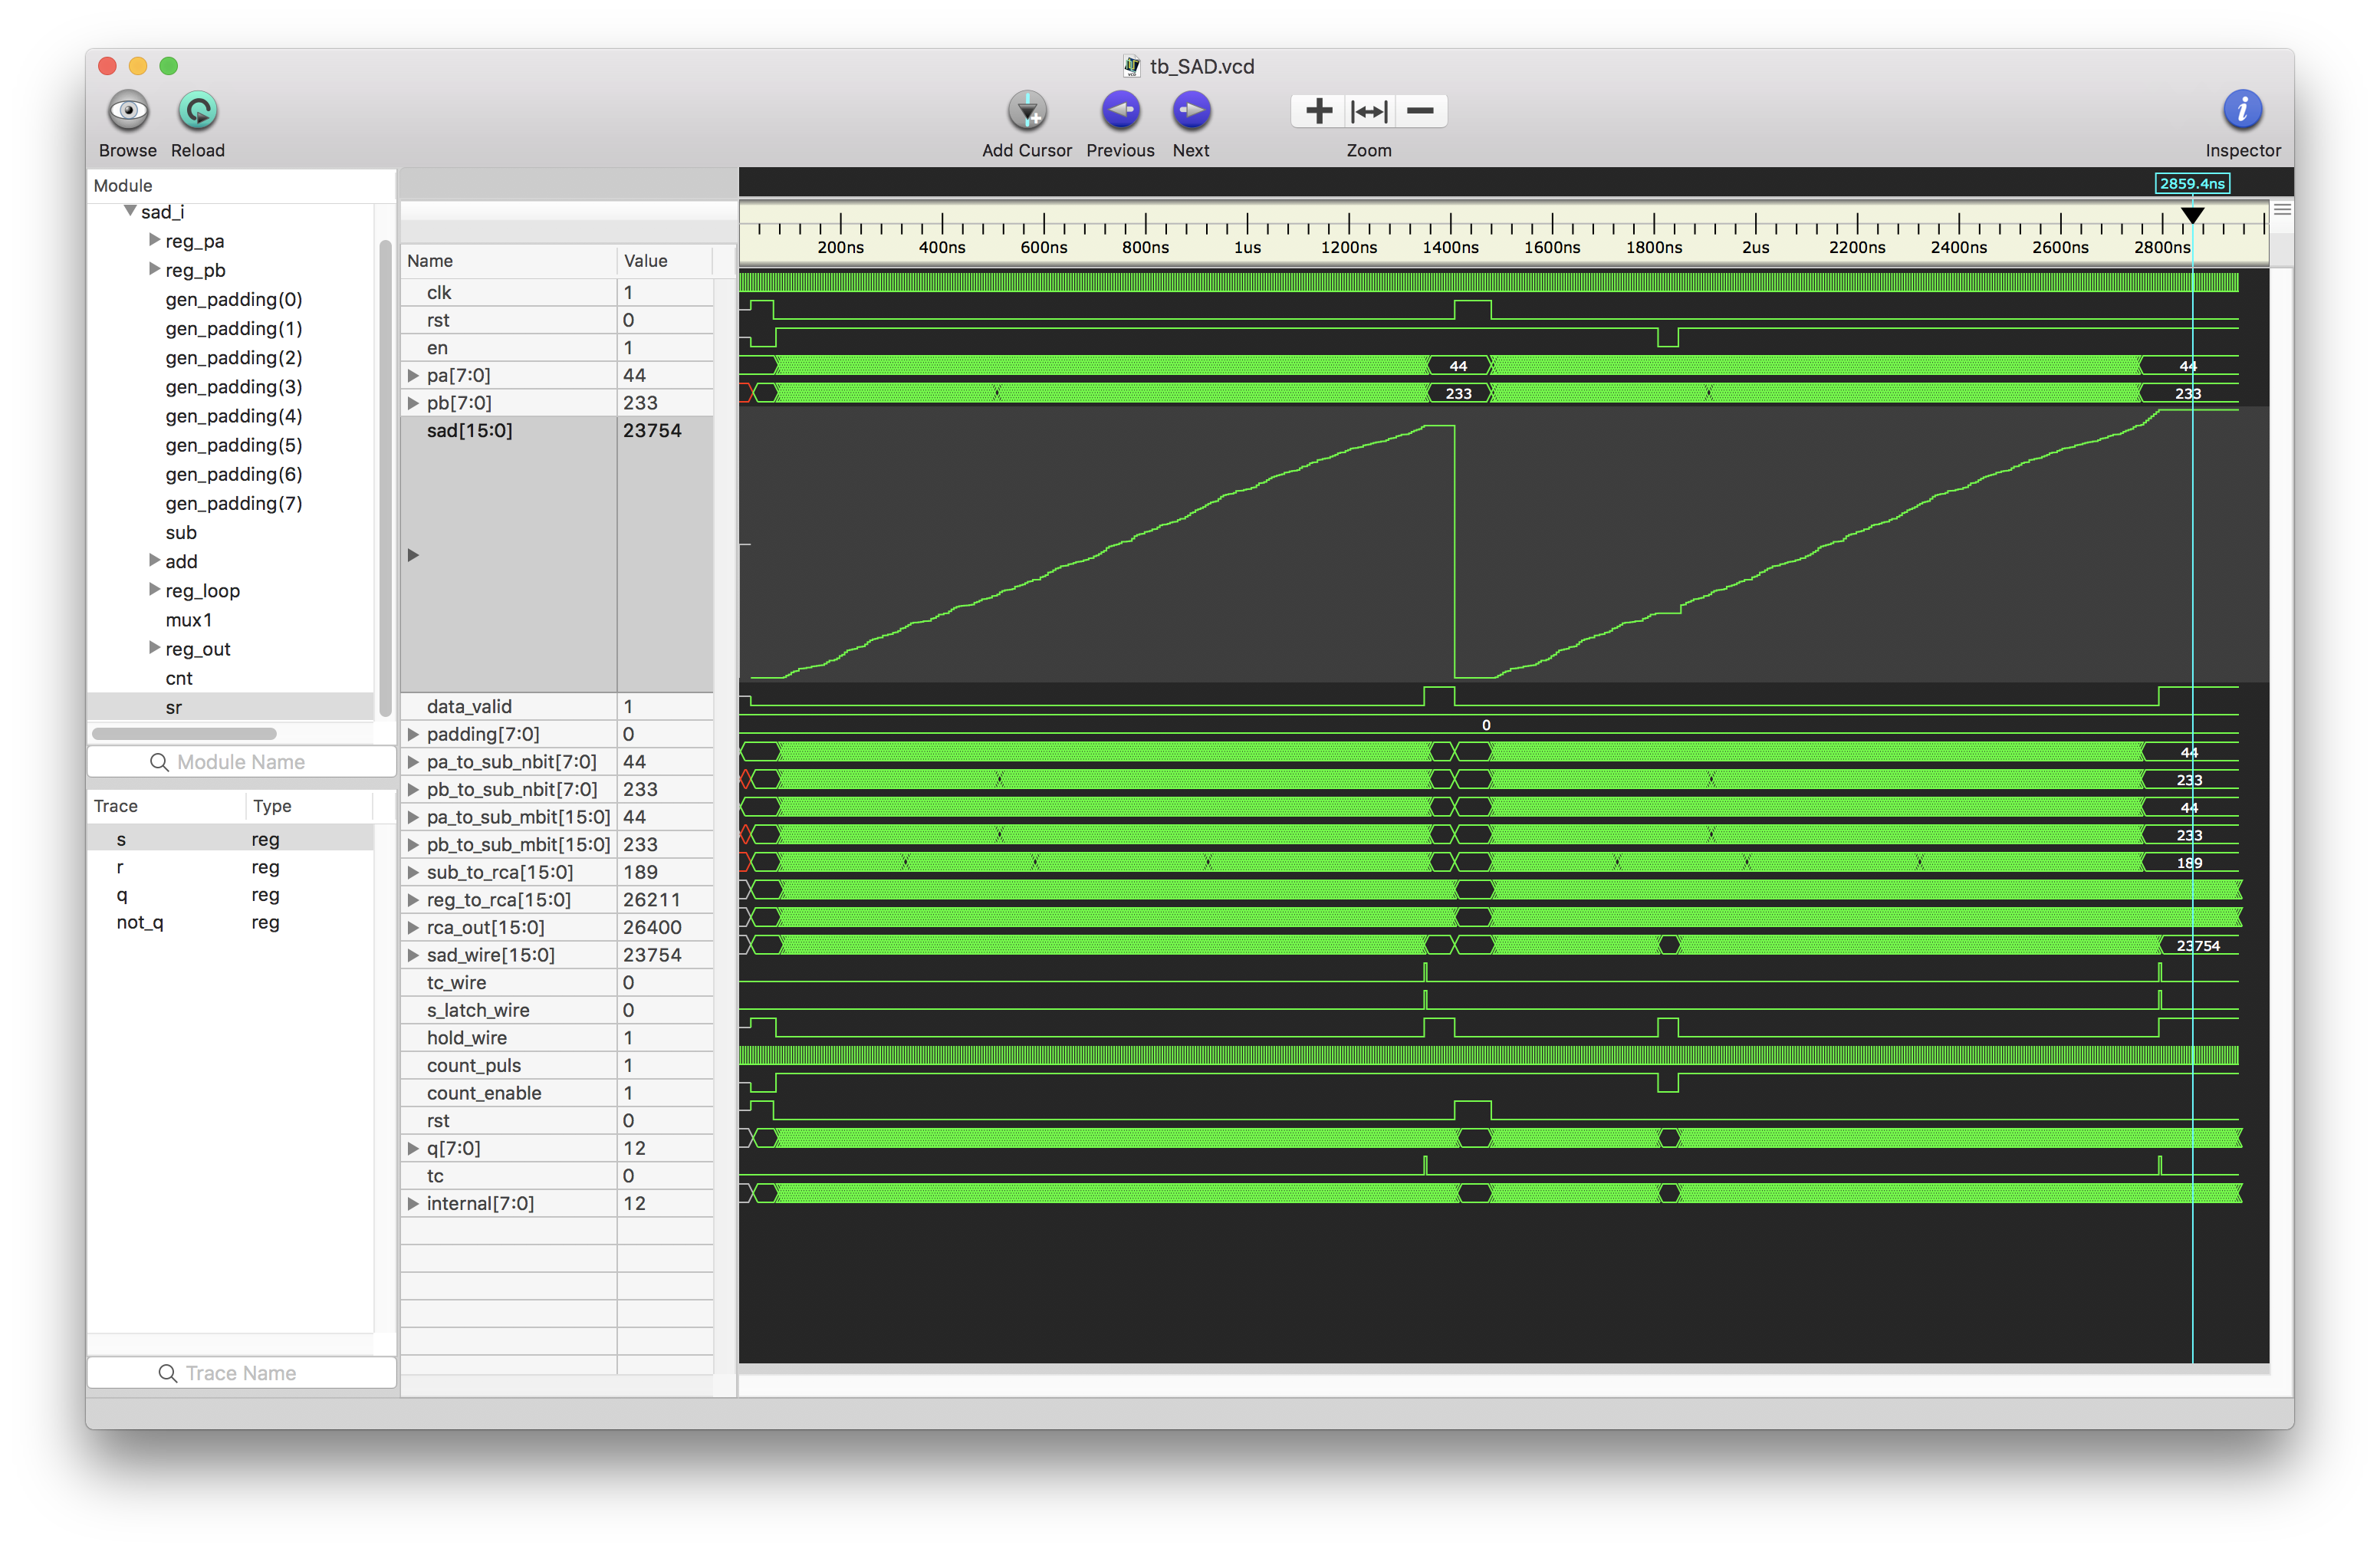 tb_SAD.vcd
Browse Reload Add Cursor Previous Next Zoom Inspector
Module
sad_i
reg_pa
reg_pb
gen_padding(0)
gen_padding(1)
gen_padding(2)
gen_padding(3)
gen_padding(4)
gen_padding(5)
gen_padding(6)
gen_padding(7)
sub
add
reg_loop
mux1
reg_out
cnt
sr
Module Name
Trace Type
s reg
r reg
q reg
not_q reg
Trace Name
Name Value
clk 1
rst 0
en 1
pa[7:0] 44
pb[7:0] 233
sad[15:0] 23754
data_valid 1
padding[7:0] 0
pa_to_sub_nbit[7:0] 44
pb_to_sub_nbit[7:0] 233
pa_to_sub_mbit[15:0] 44
pb_to_sub_mbit[15:0] 233
sub_to_rca[15:0] 189
reg_to_rca[15:0] 26211
rca_out[15:0] 26400
sad_wire[15:0] 23754
tc_wire 0
s_latch_wire 0
hold_wire 1
count_puls 1
count_enable 1
rst 0
q[7:0] 12
tc 0
internal[7:0] 12
2859.4ns
200ns 400ns 600ns 800ns 1us 1200ns 1400ns 1600ns 1800ns 2us 2200ns 2400ns 2600ns 2800ns
44 44
233 233
0
44
233
44
233
189
23754